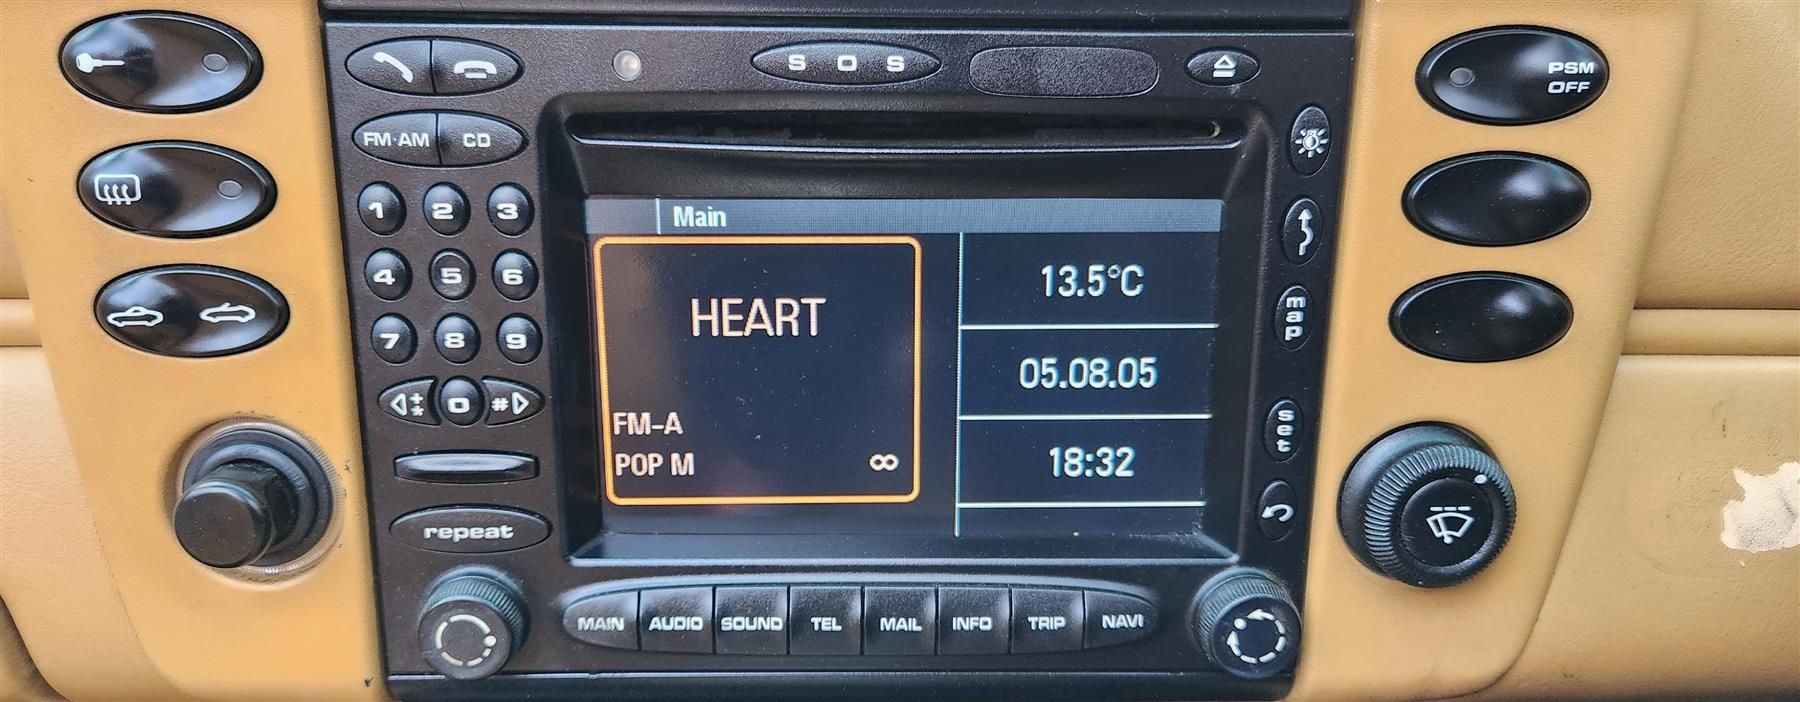 SOS
PSM
OFF
FM·AM
CD
1 2 3
4 5 6
7 8 9
+
* 0 #
repeat
Main
HEART
FM-A
POP M ∞
13.5°C
05.08.05
18:32
map
set
MAIN AUDIO SOUND TEL MAIL INFO TRIP NAVI